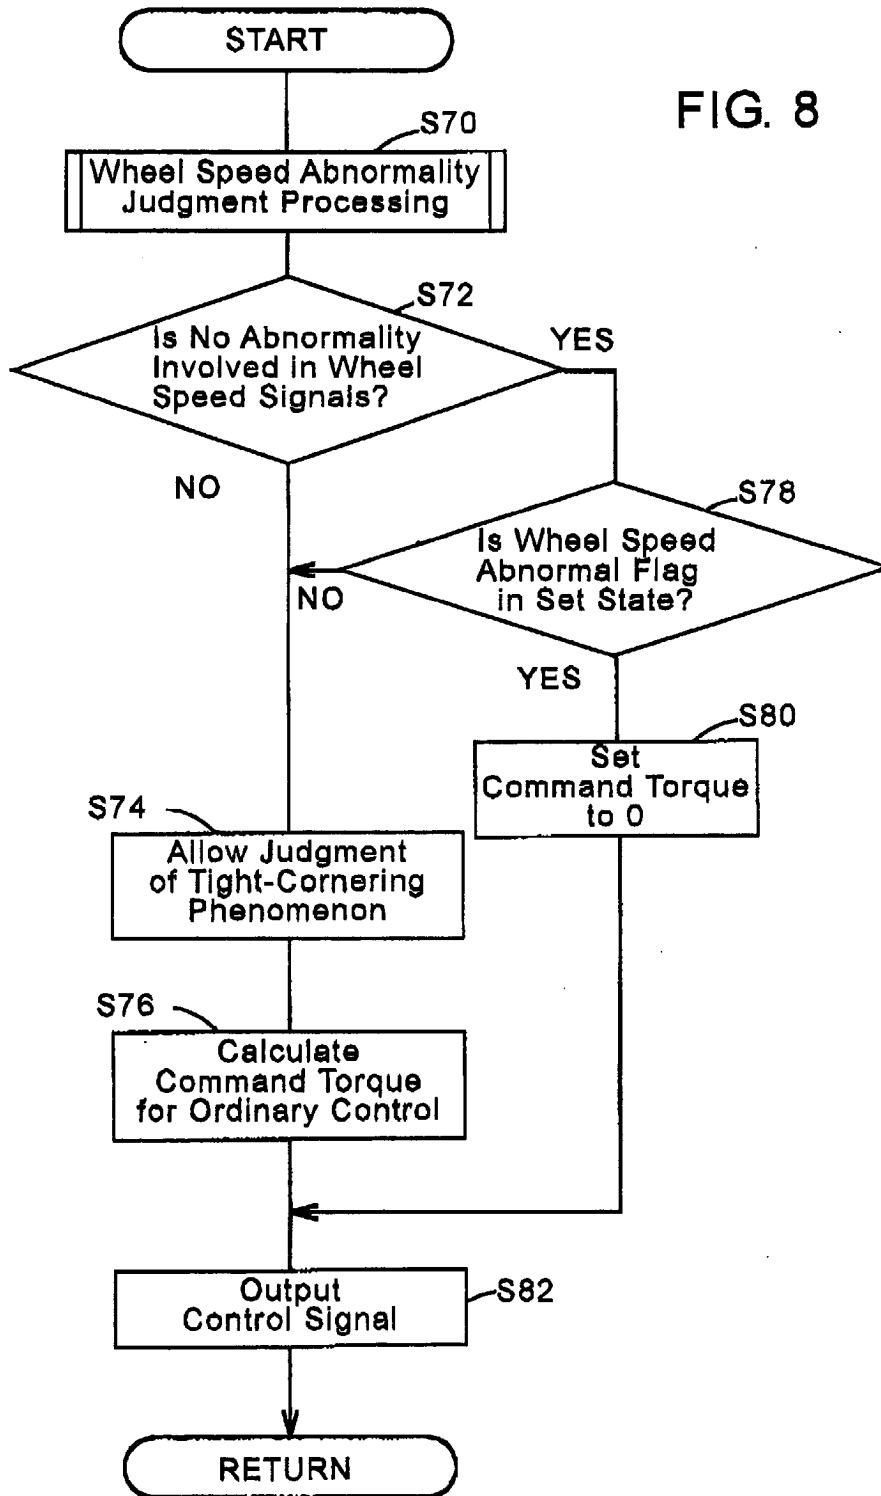 START
FIG. 8
S70
Wheel Speed Abnormality
Judgment Processing
S72
Is No Abnormality
Involved in Wheel
Speed Signals?
YES
NO
S78
Is Wheel Speed
Abnormal Flag
in Set State?
NO
YES
S80
Set
Command Torque
to 0
S74
Allow Judgment
of Tight-Cornering
Phenomenon
S76
Calculate
Command Torque
for Ordinary Control
Output
Control Signal
S82
RETURN